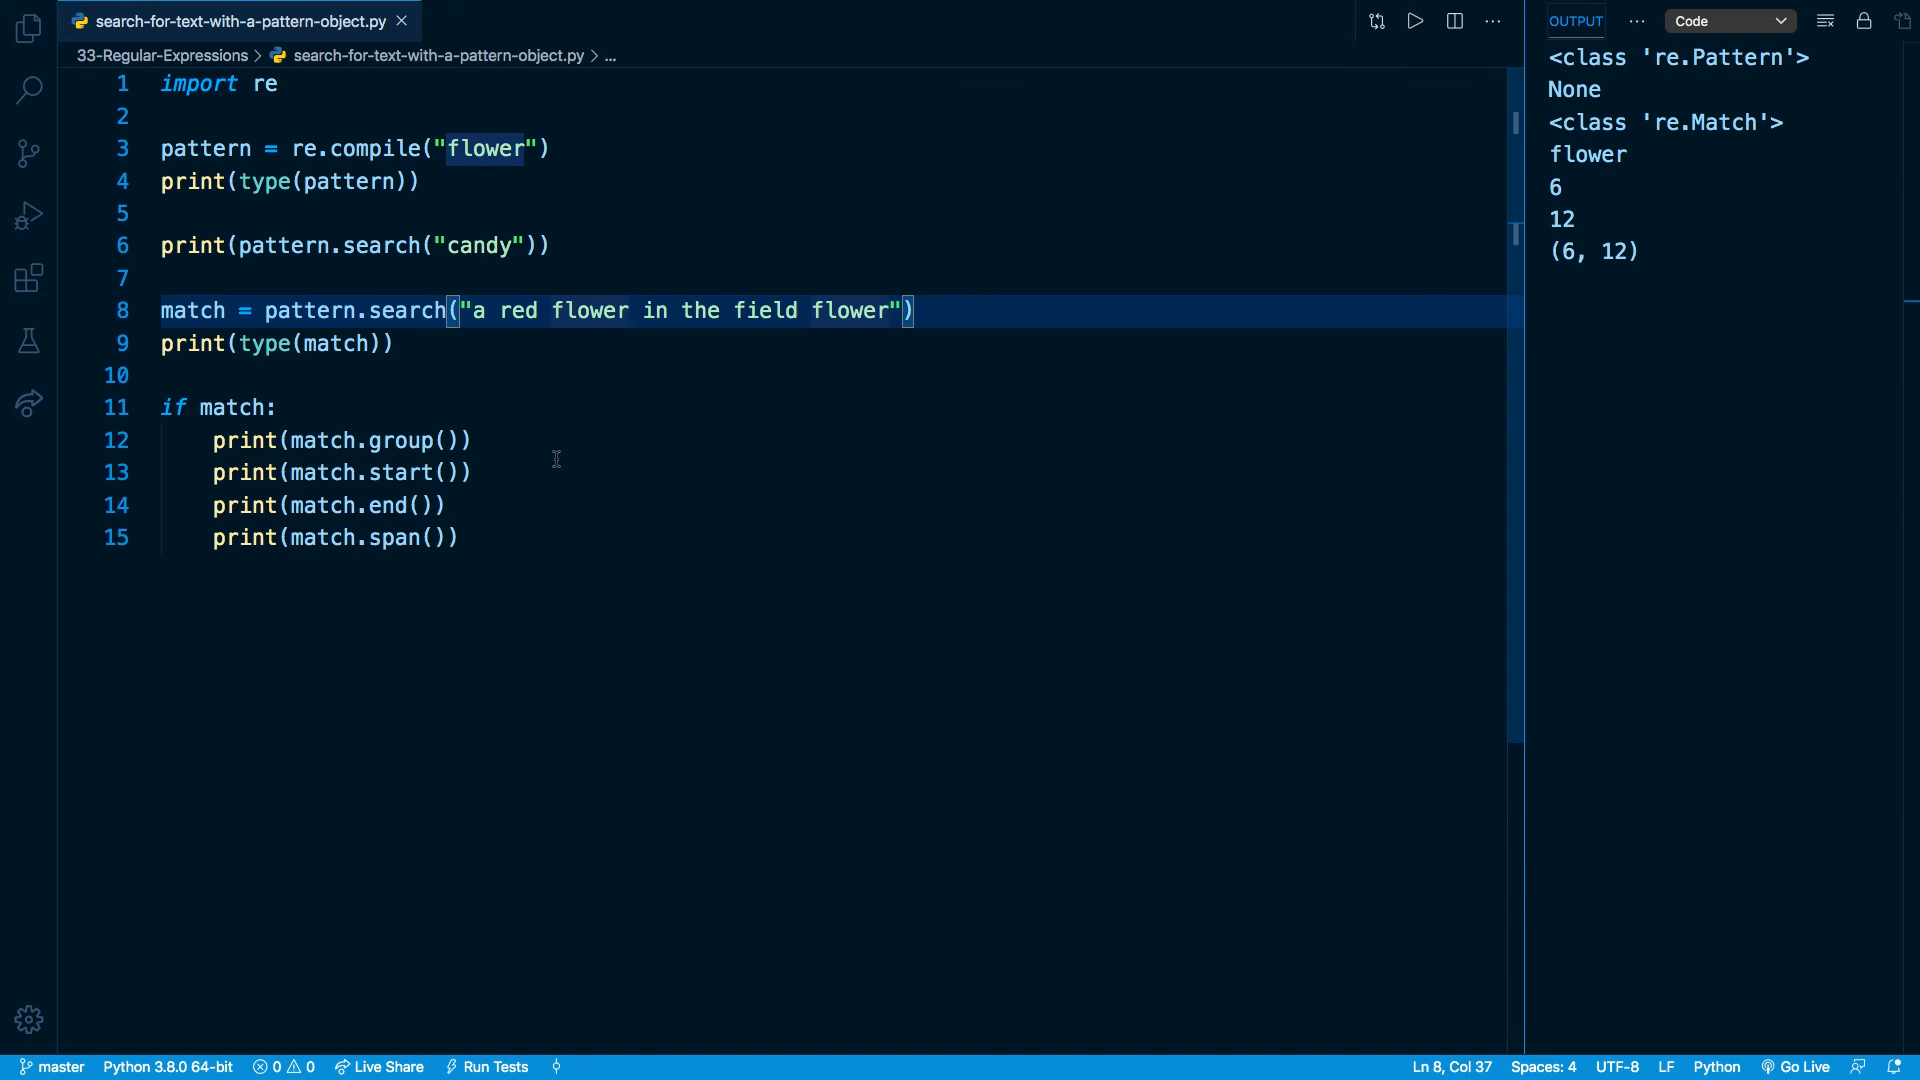 search-for-text-with-a-pattern-object.py
33-Regular-Expressions > search-for-text-with-a-pattern-object.py > ...
1 import re
2
3 pattern = re.compile("flower")
4 print(type(pattern))
5
6 print(pattern.search("candy"))
7
8 match = pattern.search("a red flower in the field flower")
9 print(type(match))
10
11 if match:
12 print(match.group())
13 print(match.start())
14 print(match.end())
15 print(match.span())
OUTPUT ... Code
<class 're.Pattern'>
None
<class 're.Match'>
flower
6
12
(6, 12)
master Python 3.8.0 64-bit 0 0 Live Share Run Tests Ln 8, Col 37 Spaces: 4 UTF-8 LF Python Go Live